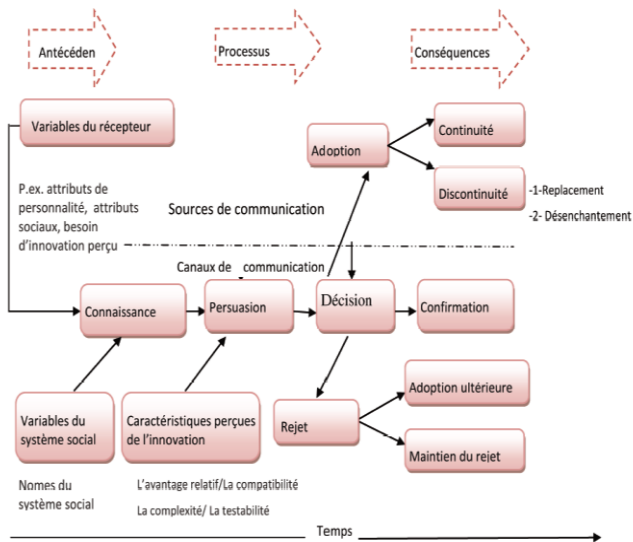 Antécéden
Processus
Conséquences
Variables du récepteur
Adoption
Continuité
Discontinuité
-1-Replacement
-2- Désenchantement
P.ex. attributs de
personnalité, attributs
sociaux, besoin
d'innovation perçu
Sources de communication
Canaux de communication
Connaissance
Persuasion
Décision
Confirmation
Variables du
système social
Caractéristiques perçues
de l'innovation
Rejet
Adoption ultérieure
Maintien du rejet
Nomes du
système social
L'avantage relatif/La compatibilité
La complexité/ La testabilité
Temps